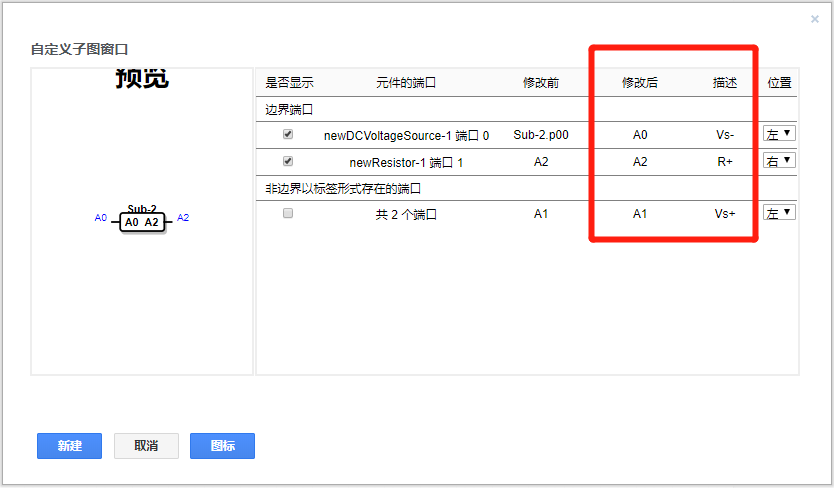 ×
自定义子图窗口
预览
Sub-2
A0 A0 A2 A2
是否显示 元件的端口 修改前 修改后 描述 位置
边界端口
newDCVoltageSource-1 端口 0 Sub-2.p00 A0 Vs- 左
newResistor-1 端口 1 A2 A2 R+ 右
非边界以标签形式存在的端口
共 2 个端口 A1 A1 Vs+ 左
新建 取消 图标